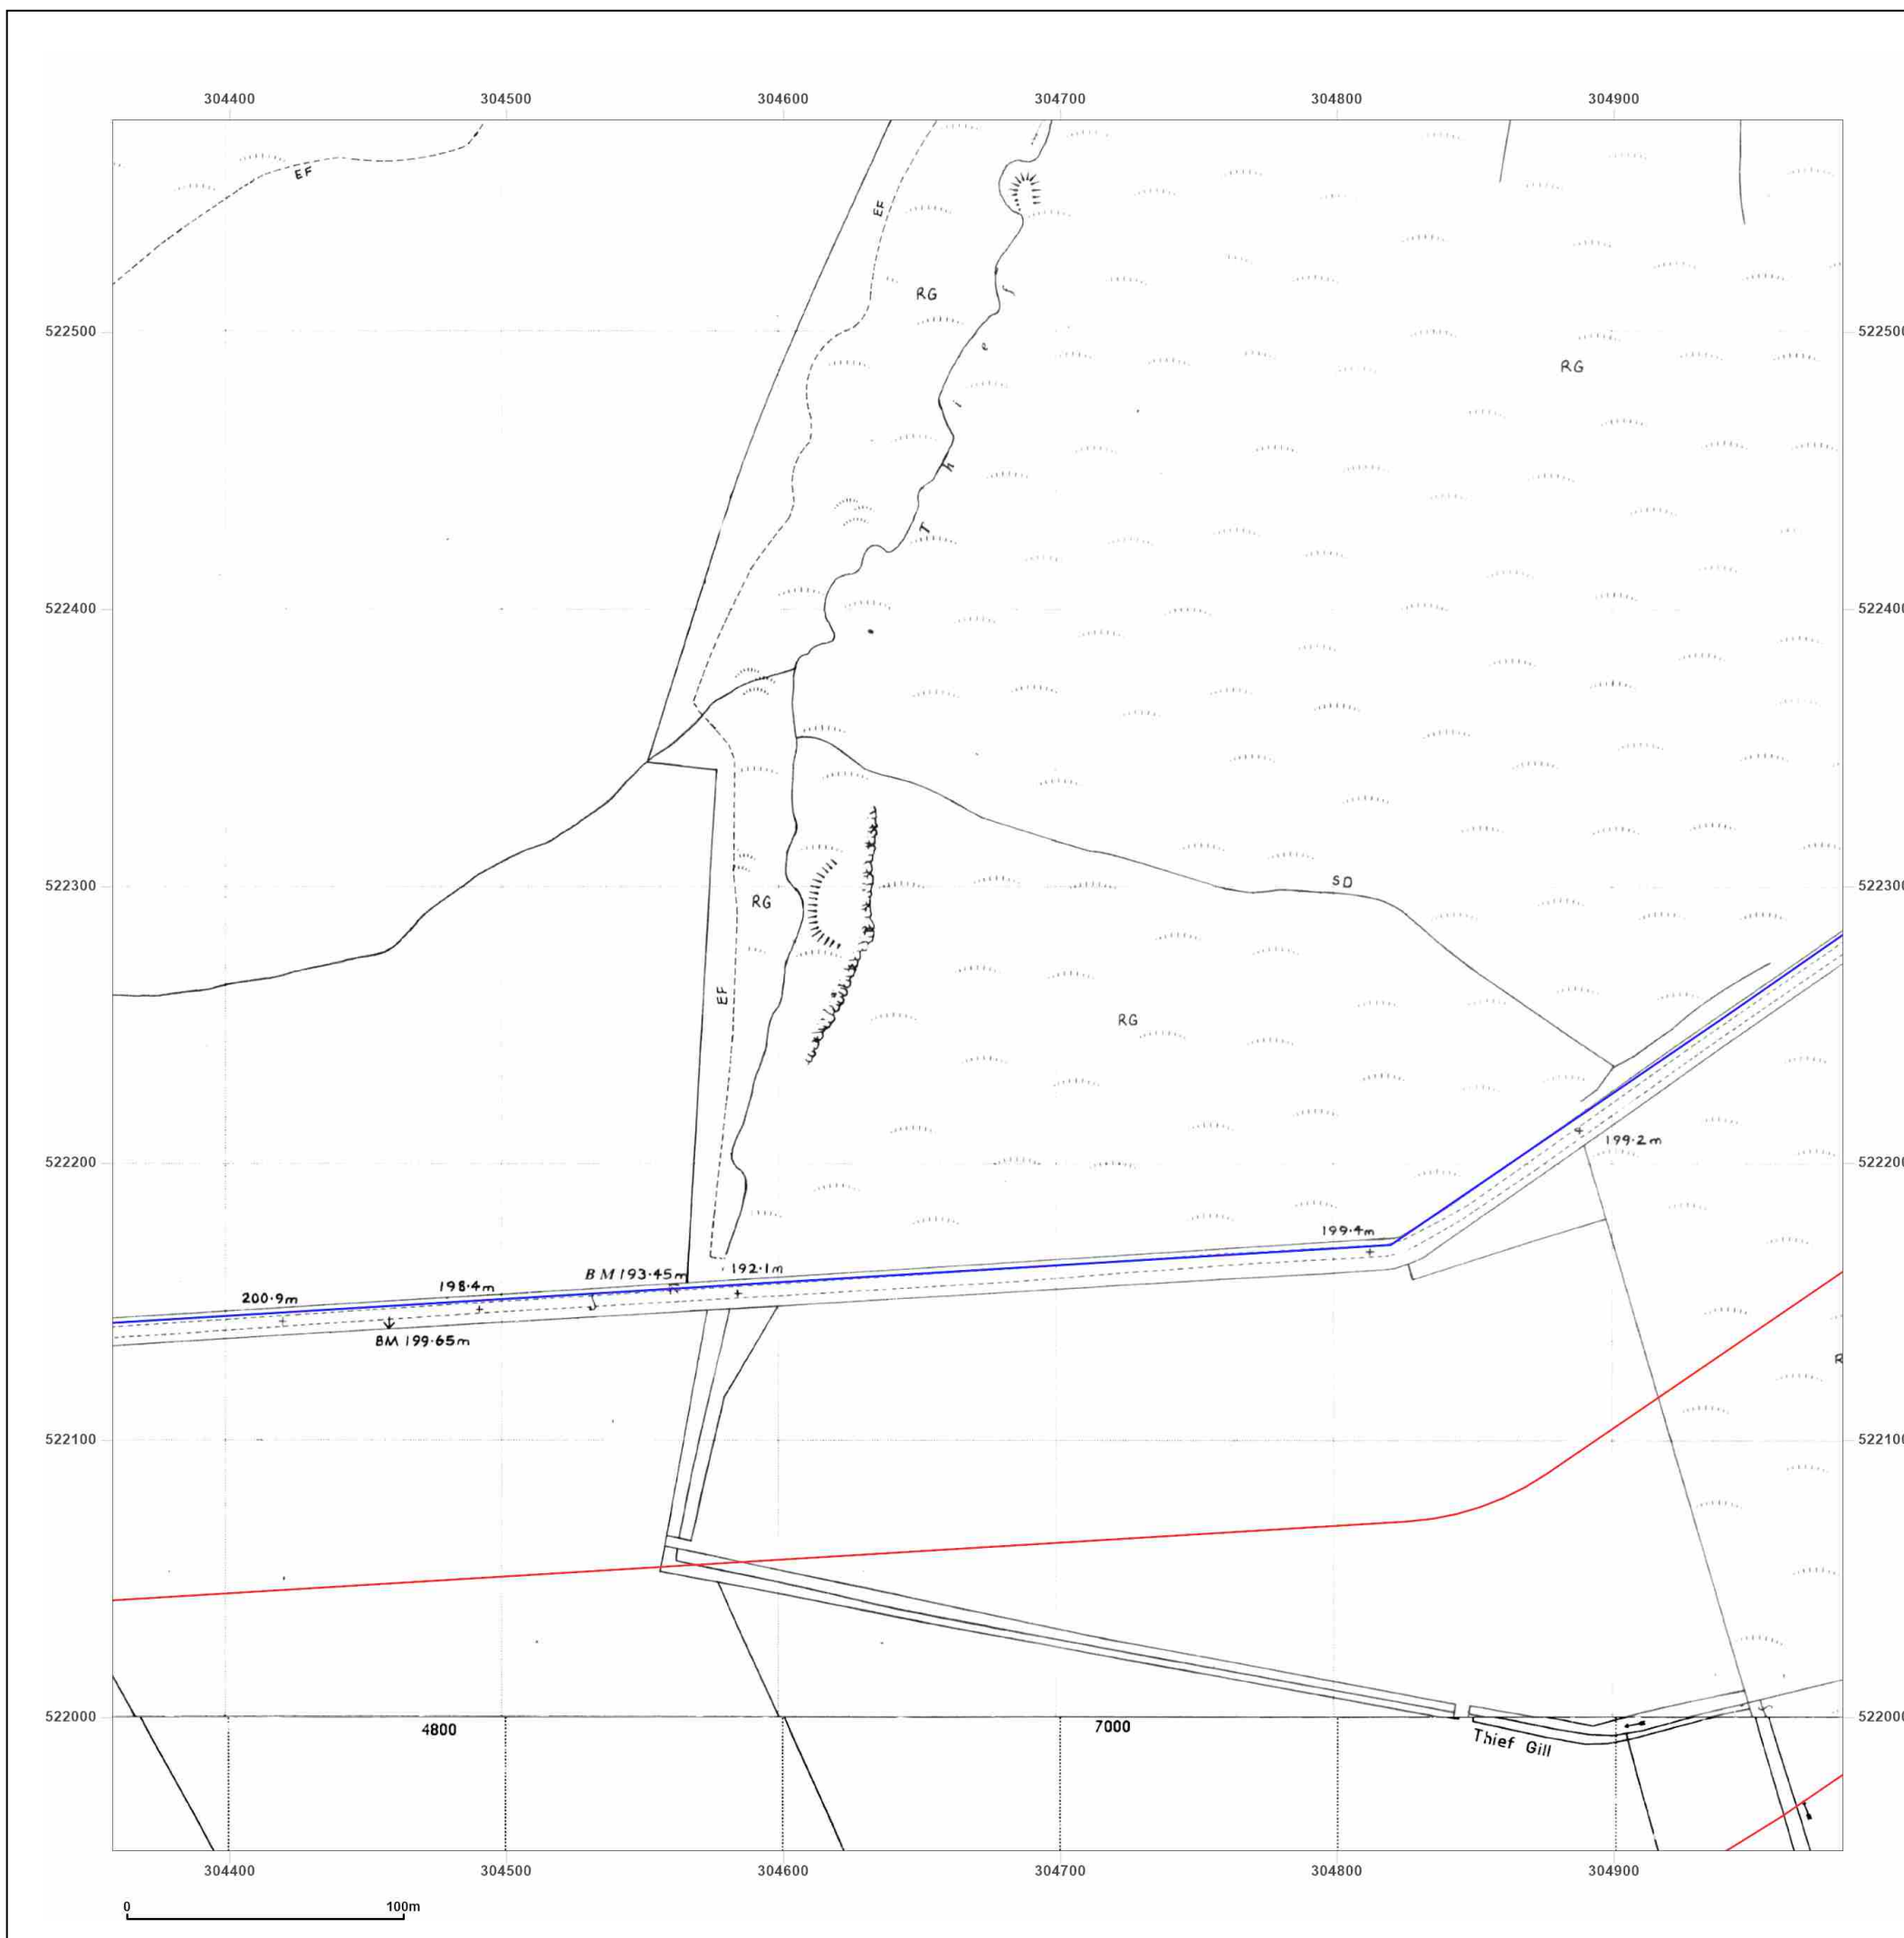 304400 304500 304600 304700 304800 304900
EF
EF
RG
522500 522500
RG
Thief
522400 522400
SD
522300 522300
RG
EF
RG
522200 522200
199.2m
199.4m
192.1m
BM 193.45m
198.4m
200.9m
BM 199.65m
R
522100 522100
522000 522000
4800 7000
Thief Gill
304400 304500 304600 304700 304800 304900
0 100m